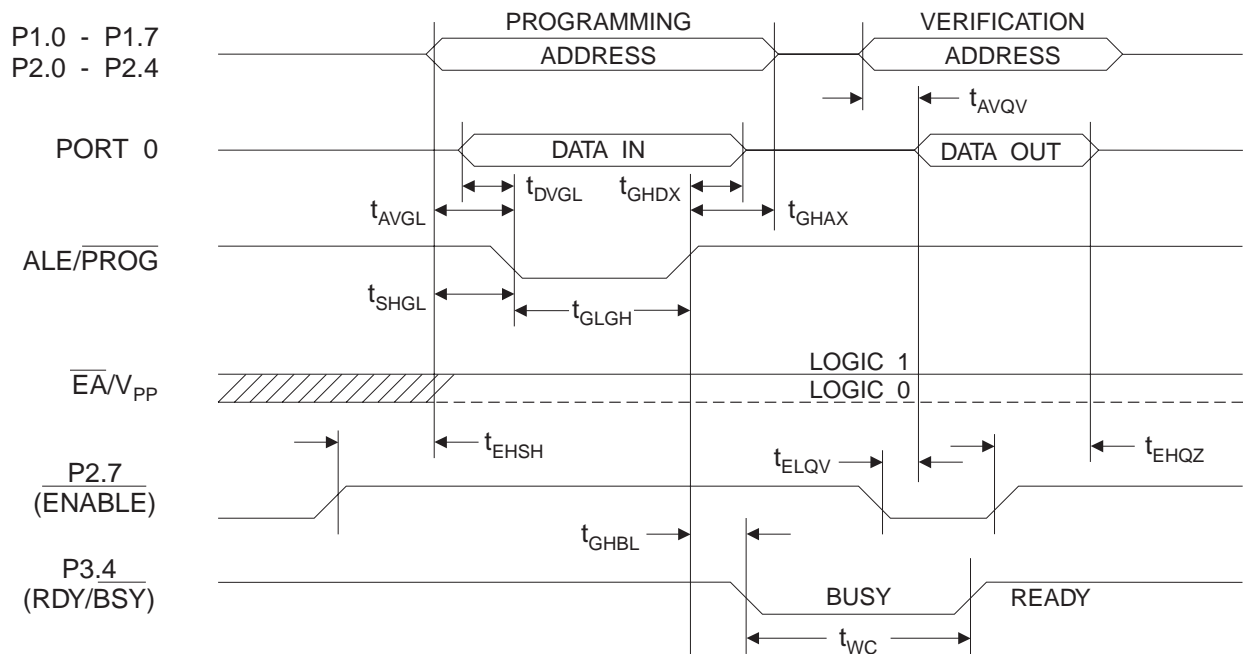 PROGRAMMING
VERIFICATION
P1.0 - P1.7
P2.0 - P2.4
ADDRESS
ADDRESS
tAVQV
PORT 0
DATA IN
DATA OUT
tDVGL
tGHDX
tAVGL
tGHAX
ALE/PROG
tSHGL
tGLGH
LOGIC 1
EA/VPP
LOGIC 0
tEHSH
tELQV
tEHQZ
P2.7
(ENABLE)
tGHBL
P3.4
(RDY/BSY)
BUSY
READY
tWC